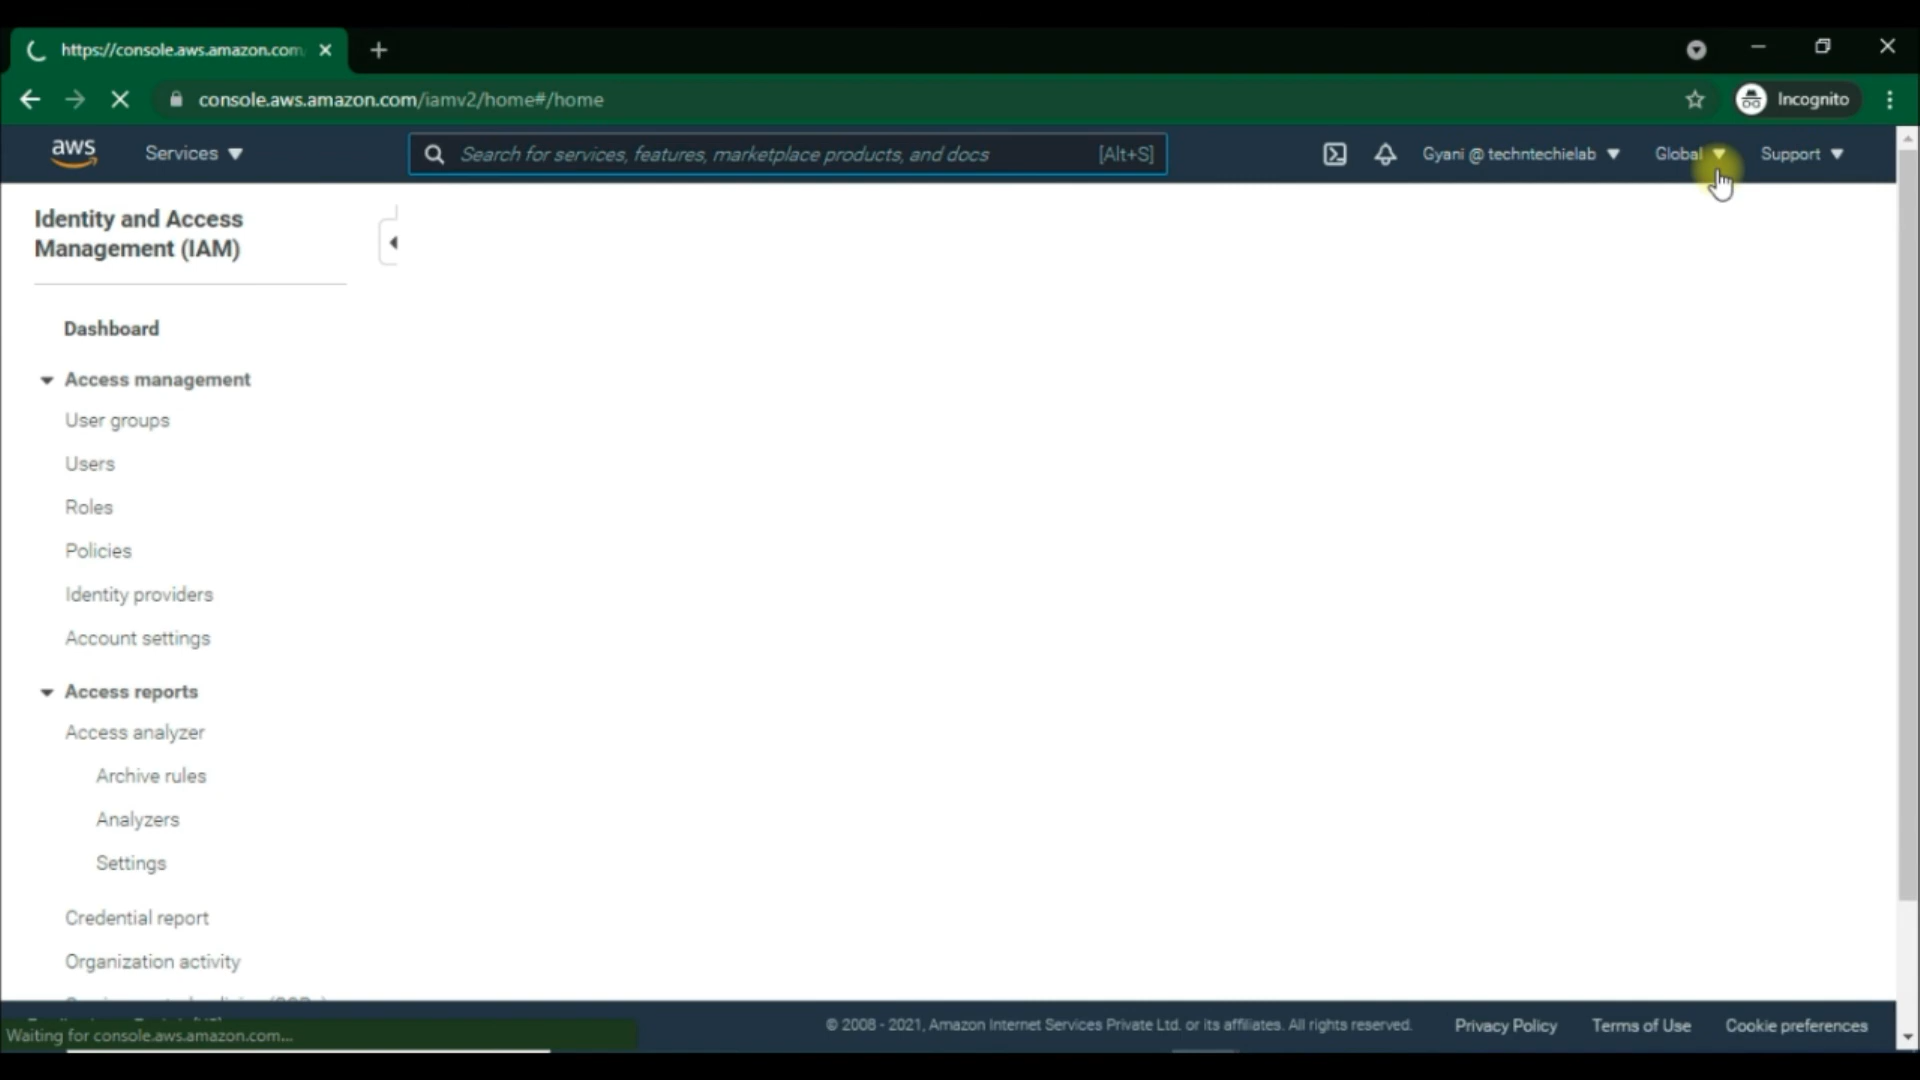 https://console.aws.amazon.com
console.aws.amazon.com/iamv2/home#/home
Incognito
aws
Services
Search for services, features, marketplace products, and docs
[Alt+S]
Gyani @ techntechielab
Global
Support
Identity and Access
Management (IAM)
Dashboard
Access management
User groups
Users
Roles
Policies
Identity providers
Account settings
Access reports
Access analyzer
Archive rules
Analyzers
Settings
Credential report
Organization activity
Waiting for console.aws.amazon.com...
© 2008 - 2021, Amazon Internet Services Private Ltd. or its affiliates. All rights reserved.
Privacy Policy
Terms of Use
Cookie preferences